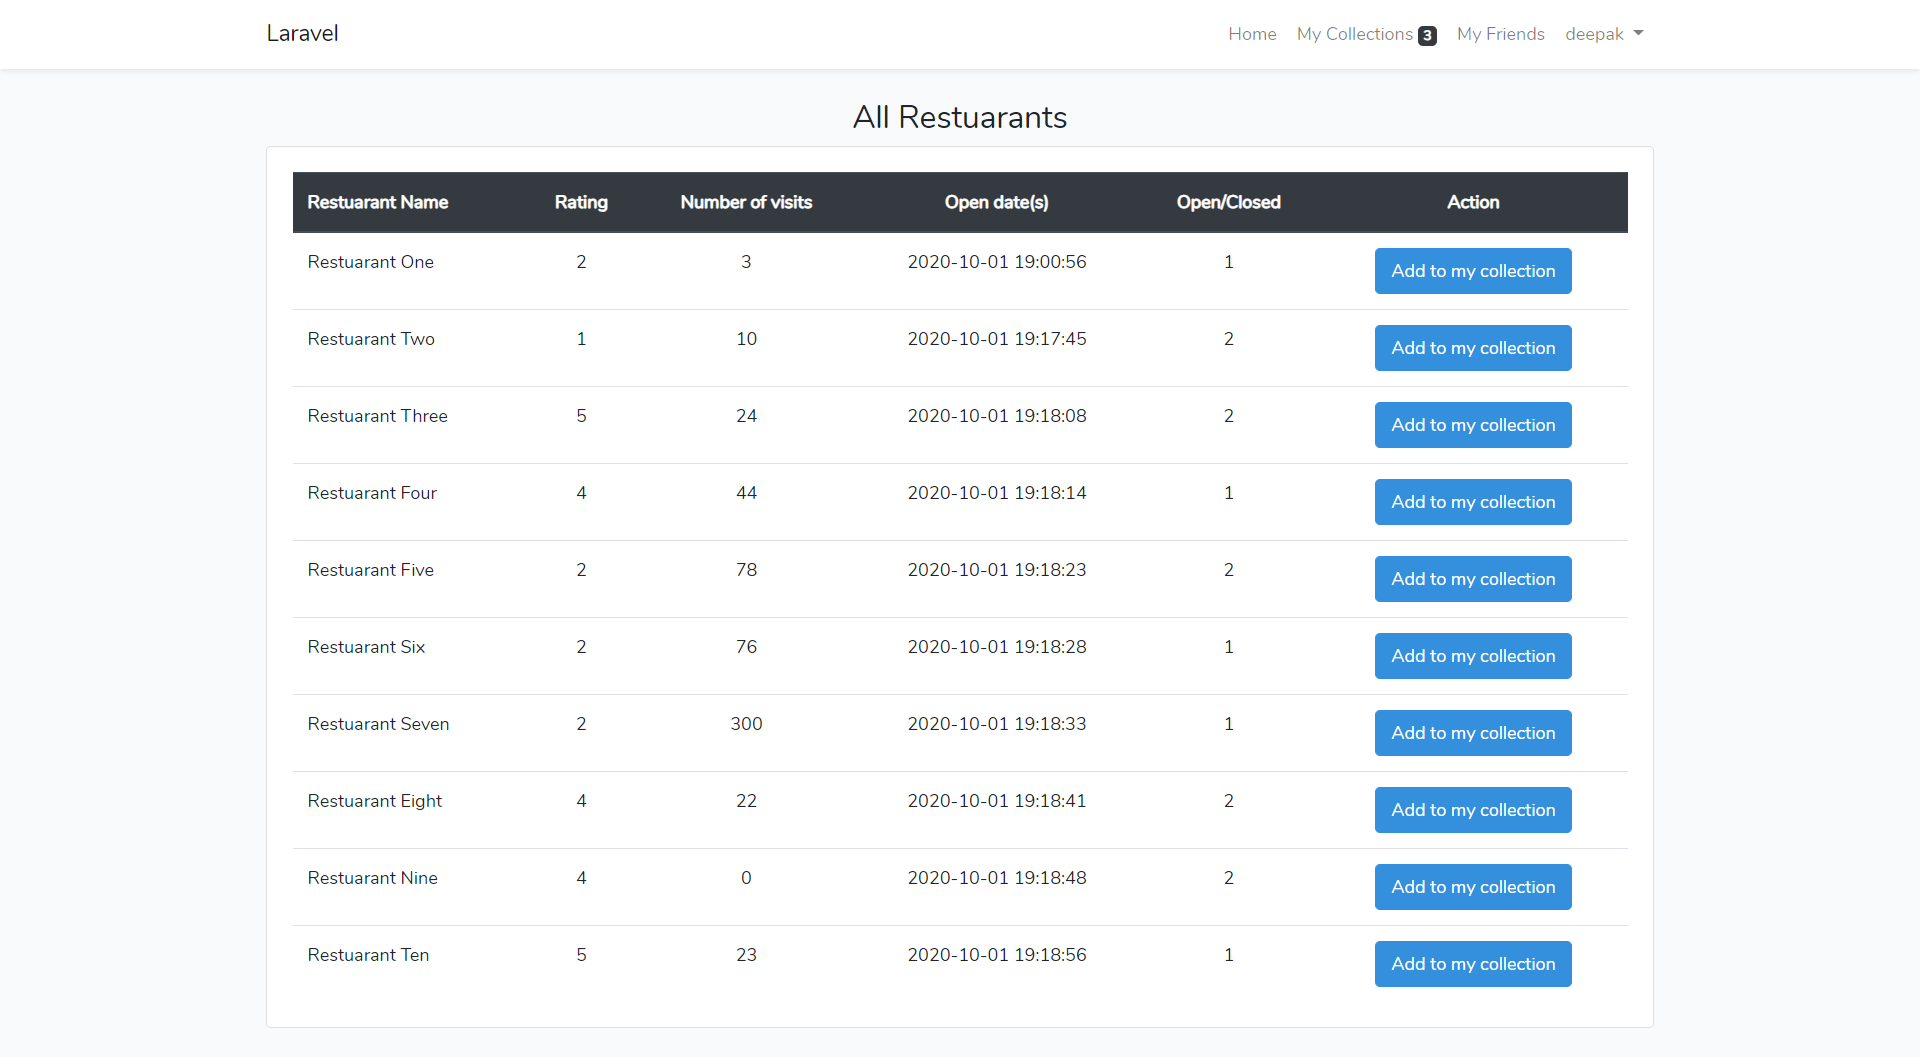 Laravel Home My Collections 3 My Friends deepak
All Restuarants
Restuarant Name Rating Number of visits Open date(s) Open/Closed Action
Restuarant One 2 3 2020-10-01 19:00:56 1 Add to my collection
Restuarant Two 1 10 2020-10-01 19:17:45 2 Add to my collection
Restuarant Three 5 24 2020-10-01 19:18:08 2 Add to my collection
Restuarant Four 4 44 2020-10-01 19:18:14 1 Add to my collection
Restuarant Five 2 78 2020-10-01 19:18:23 2 Add to my collection
Restuarant Six 2 76 2020-10-01 19:18:28 1 Add to my collection
Restuarant Seven 2 300 2020-10-01 19:18:33 1 Add to my collection
Restuarant Eight 4 22 2020-10-01 19:18:41 2 Add to my collection
Restuarant Nine 4 0 2020-10-01 19:18:48 2 Add to my collection
Restuarant Ten 5 23 2020-10-01 19:18:56 1 Add to my collection